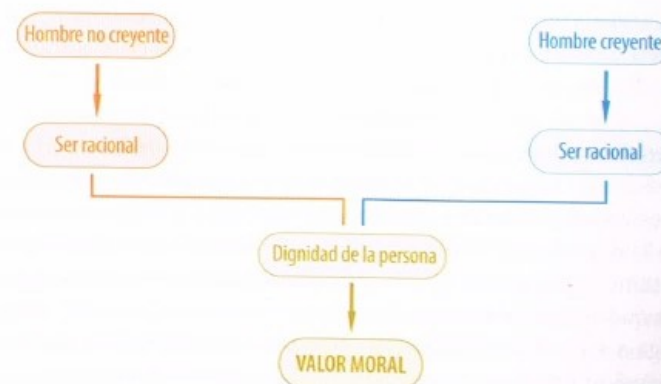 Hombre no creyente
Hombre creyente
Ser racional
Ser racional
Dignidad de la persona
VALOR MORAL